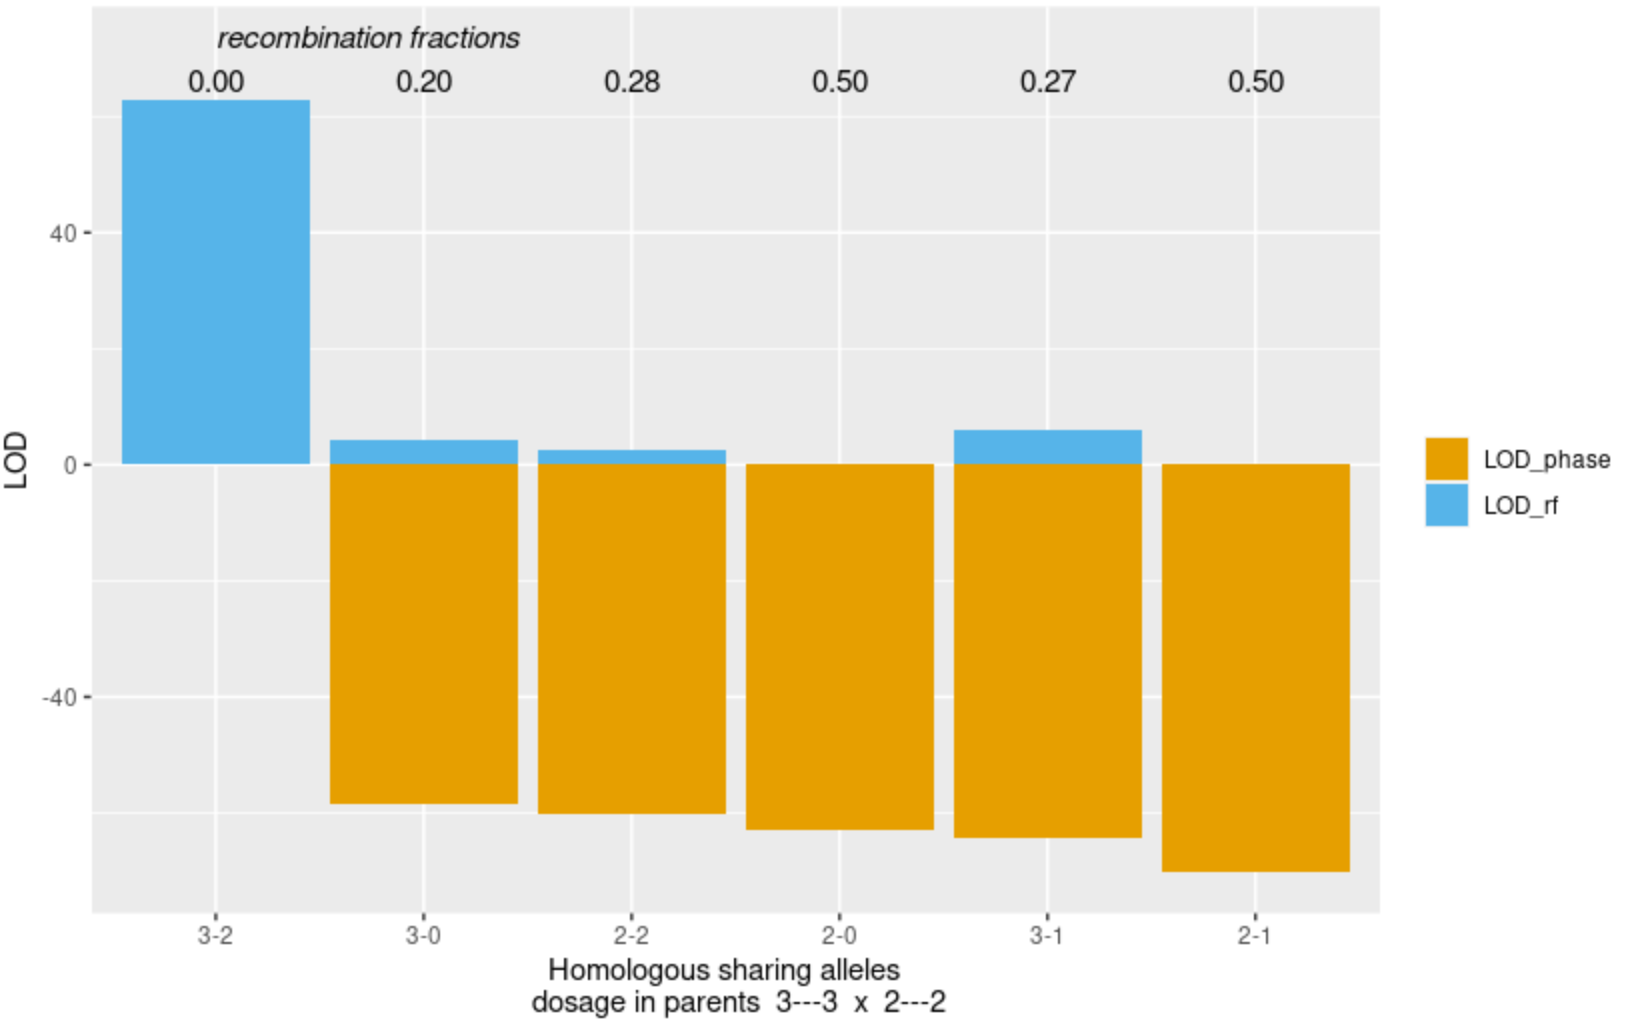 recombination fractions
0.00 0.20 0.28 0.50 0.27 0.50
40
0
-40
LOD
LOD_phase
LOD_rf
3-2 3-0 2-2 2-0 3-1 2-1
Homologous sharing alleles
dosage in parents 3---3 x 2---2